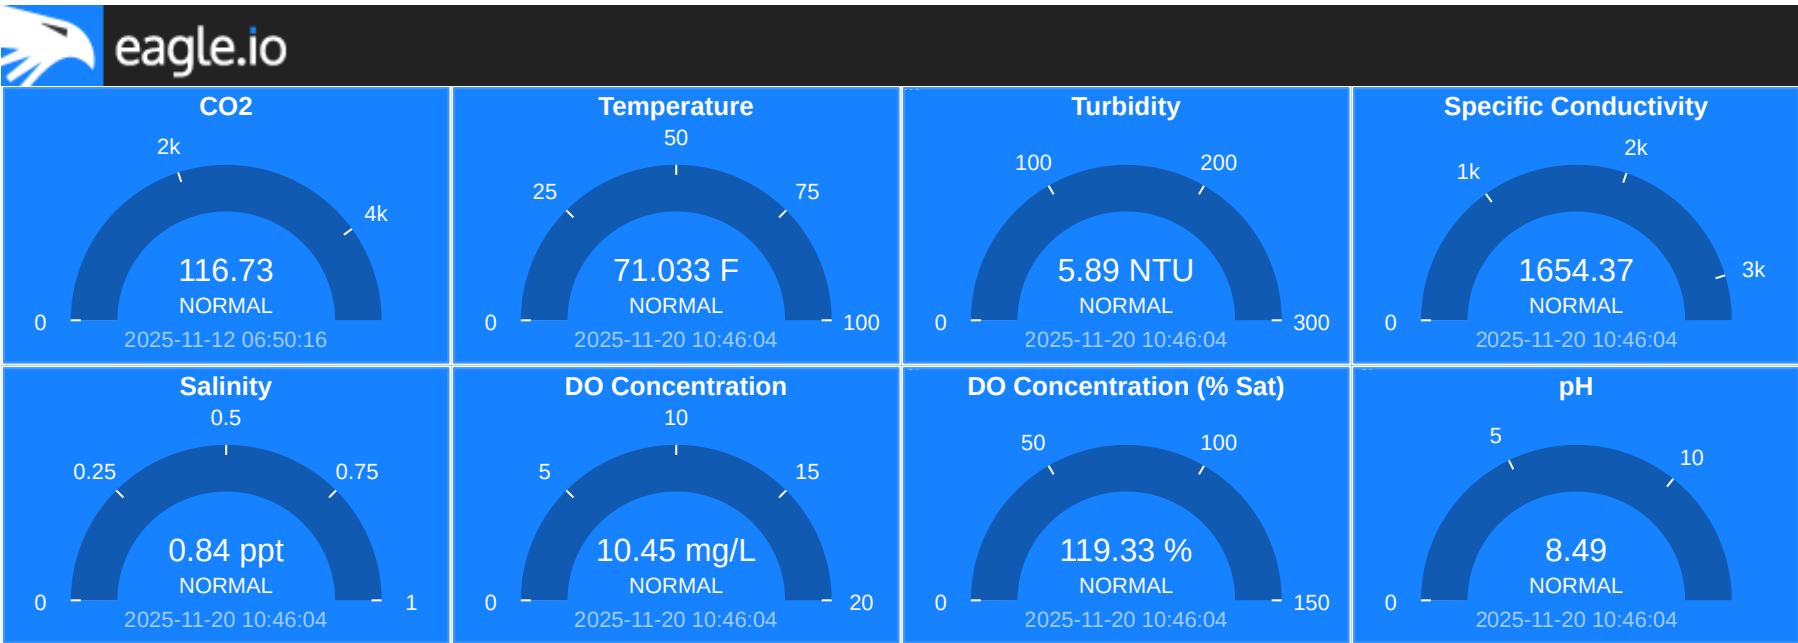 eagle.io
CO2
2k
4k
0
116.73
NORMAL
2025-11-12 06:50:16
Temperature
50
25
75
0
100
71.033 F
NORMAL
2025-11-20 10:46:04
Turbidity
100
200
0
300
5.89 NTU
NORMAL
2025-11-20 10:46:04
Specific Conductivity
2k
1k
3k
0
1654.37
NORMAL
2025-11-20 10:46:04
Salinity
0.5
0.25
0.75
0
1
0.84 ppt
NORMAL
2025-11-20 10:46:04
DO Concentration
10
5
15
0
20
10.45 mg/L
NORMAL
2025-11-20 10:46:04
DO Concentration (% Sat)
50
100
0
150
119.33 %
NORMAL
2025-11-20 10:46:04
pH
5
10
0
8.49
NORMAL
2025-11-20 10:46:04